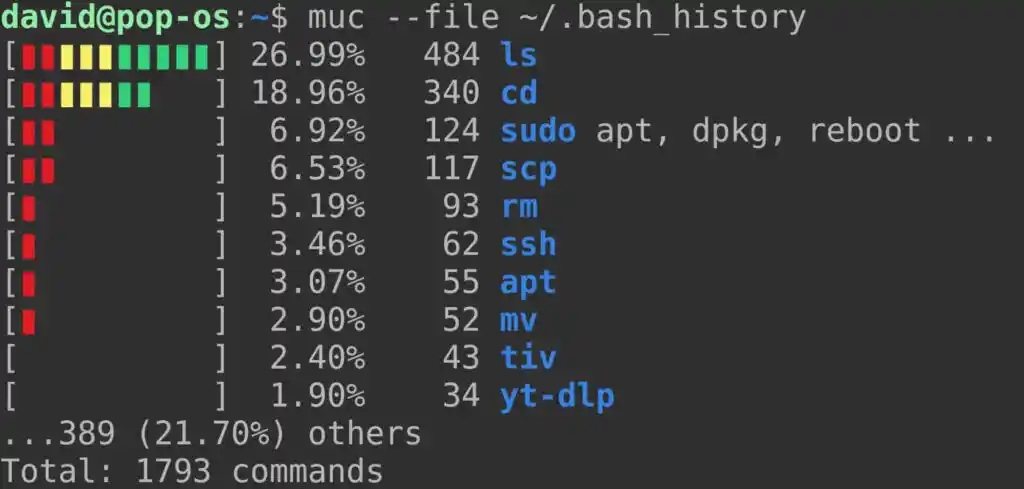 david@pop-os:~$ muc --file ~/.bash_history
[▮▮▮▮▮▮▮▮▮▮] 26.99% 484 ls
[▮▮▮▮▮▮▮ ] 18.96% 340 cd
[▮▮ ] 6.92% 124 sudo apt, dpkg, reboot ...
[▮▮ ] 6.53% 117 scp
[▮ ] 5.19% 93 rm
[▮ ] 3.46% 62 ssh
[▮ ] 3.07% 55 apt
[▮ ] 2.90% 52 mv
[ ] 2.40% 43 tiv
[ ] 1.90% 34 yt-dlp
...389 (21.70%) others
Total: 1793 commands